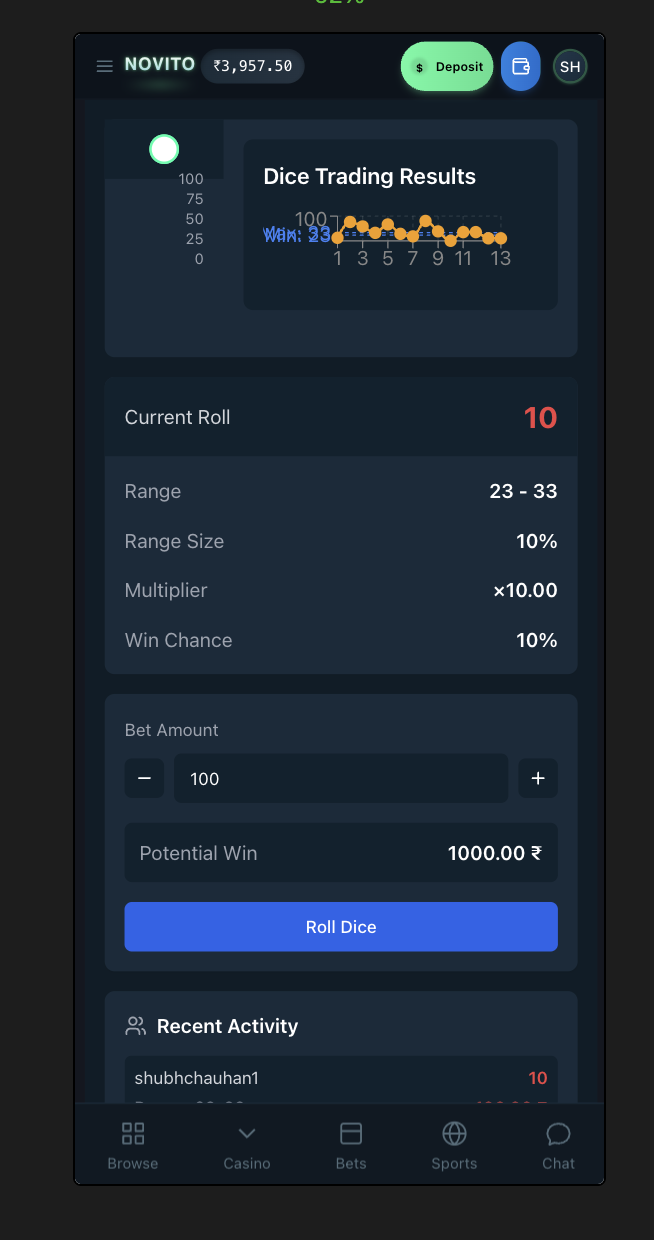 NOVITO ₹3,957.50 $ Deposit SH
100
75
50
25
0
Dice Trading Results
100
Max: 33
Min: 23
1 3 5 7 9 11 13
Current Roll 10
Range 23 - 33
Range Size 10%
Multiplier ×10.00
Win Chance 10%
Bet Amount
− 100 +
Potential Win 1000.00 ₹
Roll Dice
Recent Activity
shubhchauhan1 10
Browse Casino Bets Sports Chat